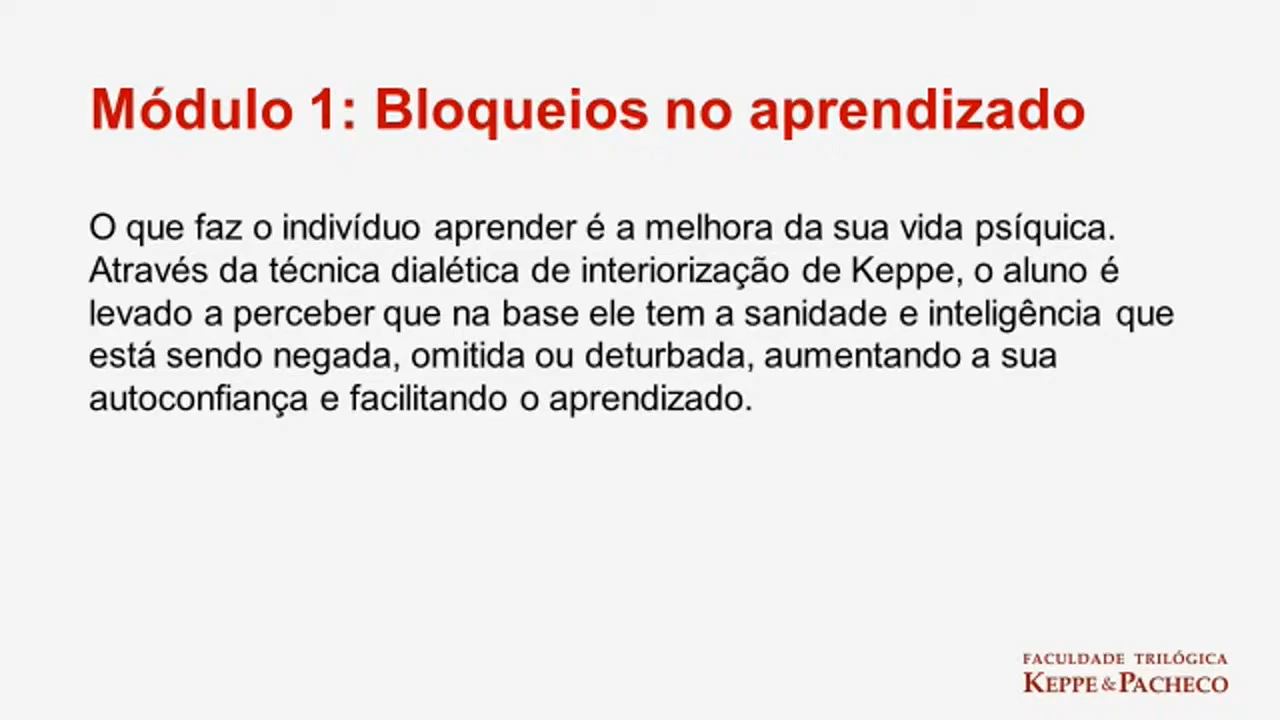 Módulo 1: Bloqueios no aprendizado
O que faz o indivíduo aprender é a melhora da sua vida psíquica.
Através da técnica dialética de interiorização de Keppe, o aluno é
levado a perceber que na base ele tem a sanidade e inteligência que
está sendo negada, omitida ou deturbada, aumentando a sua
autoconfiança e facilitando o aprendizado.
FACULDADE TRILÓGICA
KEPPE & PACHECO